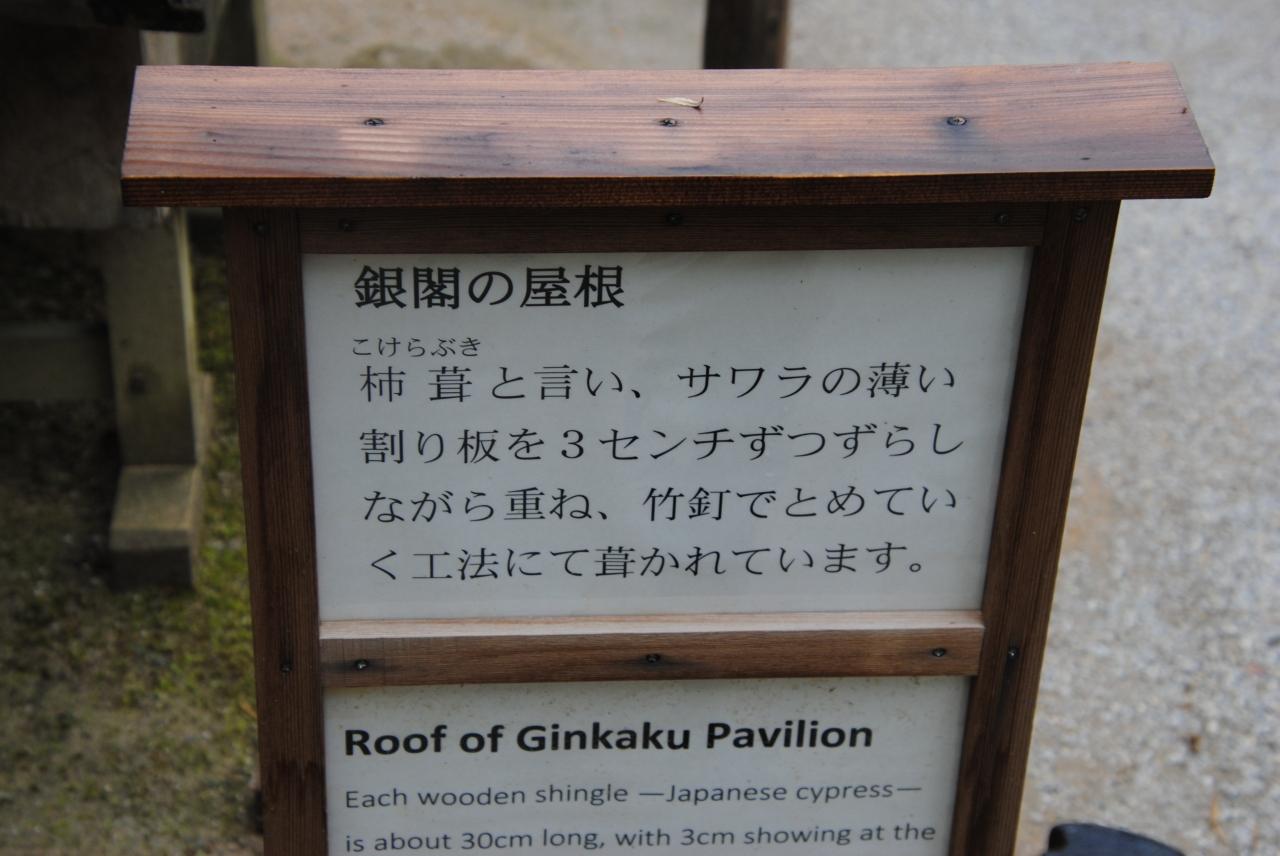 銀閣の屋根
こけらぶき
柿葺と言い、サワラの薄い
割り板を3センチずつずらし
ながら重ね、竹釘でとめてい
く工法にて葺かれています。
Roof of Ginkaku Pavilion
Each wooden shingle —Japanese cypress—
is about 30cm long, with 3cm showing at the